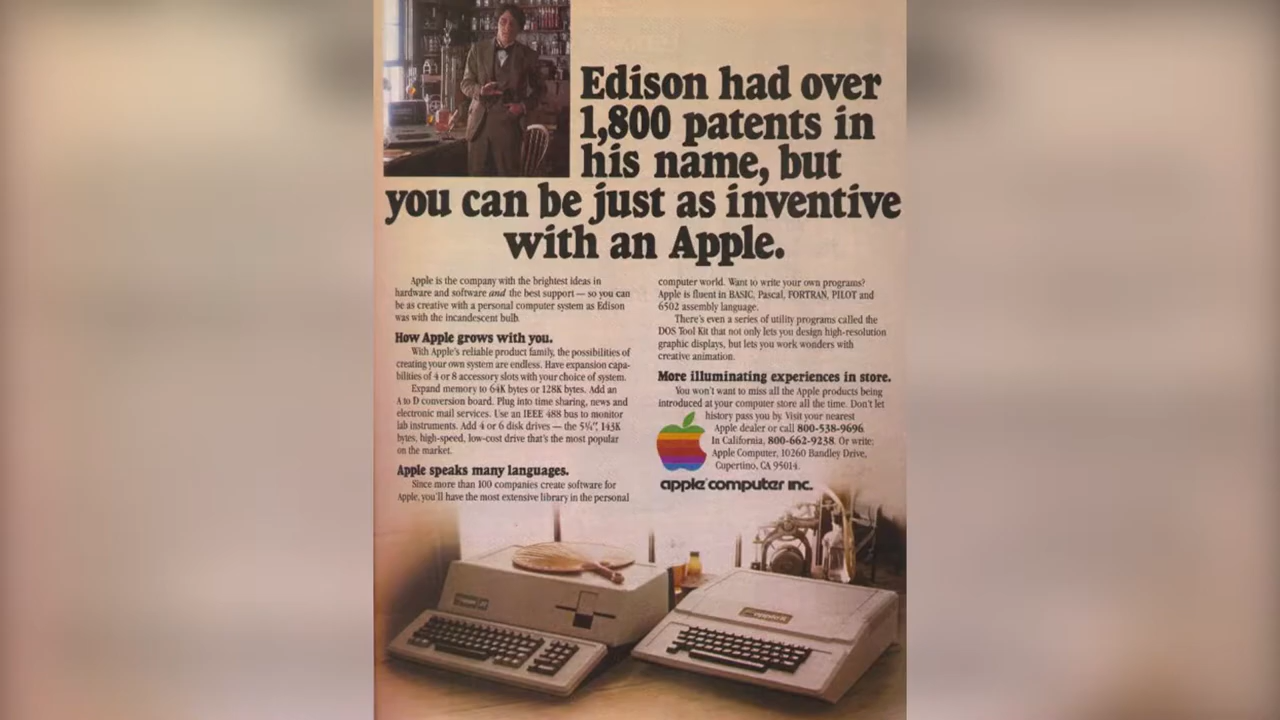 Edison had over
1,800 patents in
his name, but
you can be just as inventive
with an Apple.
Apple is the company with the brightest ideas in
hardware and software and the best support — so you can
be as creative with a personal computer system as Edison
was with the incandescent bulb.
How Apple grows with you.
With Apple's reliable product family, the possibilities of
creating your own system are endless. Have expansion capa-
bilities of 4 or 8 accessory slots with your choice of system.
Expand memory to 64K bytes or 128K bytes. Add an
A to D conversion board. Plug into time sharing, news and
electronic mail services. Use an IEEE 488 bus to monitor
lab instruments. Add 4 or 6 disk drives — the 5¼", 143K
bytes, high-speed, low-cost drive that's the most popular
on the market.
Apple speaks many languages.
Since more than 100 companies create software for
Apple, you'll have the most extensive library in the personal
computer world. Want to write your own programs?
Apple is fluent in BASIC, Pascal, FORTRAN, PILOT and
6502 assembly language.
There's even a series of utility programs called the
DOS Tool Kit that not only lets you design high-resolution
graphic displays, but lets you work wonders with
creative animation.
More illuminating experiences in store.
You won't want to miss all the Apple products being
introduced at your computer store all the time. Don't let
history pass you by. Visit your nearest
Apple dealer or call 800-538-9696.
In California, 800-662-9238. Or write:
Apple Computer, 10260 Bandley Drive,
Cupertino, CA 95014.
apple computer inc.